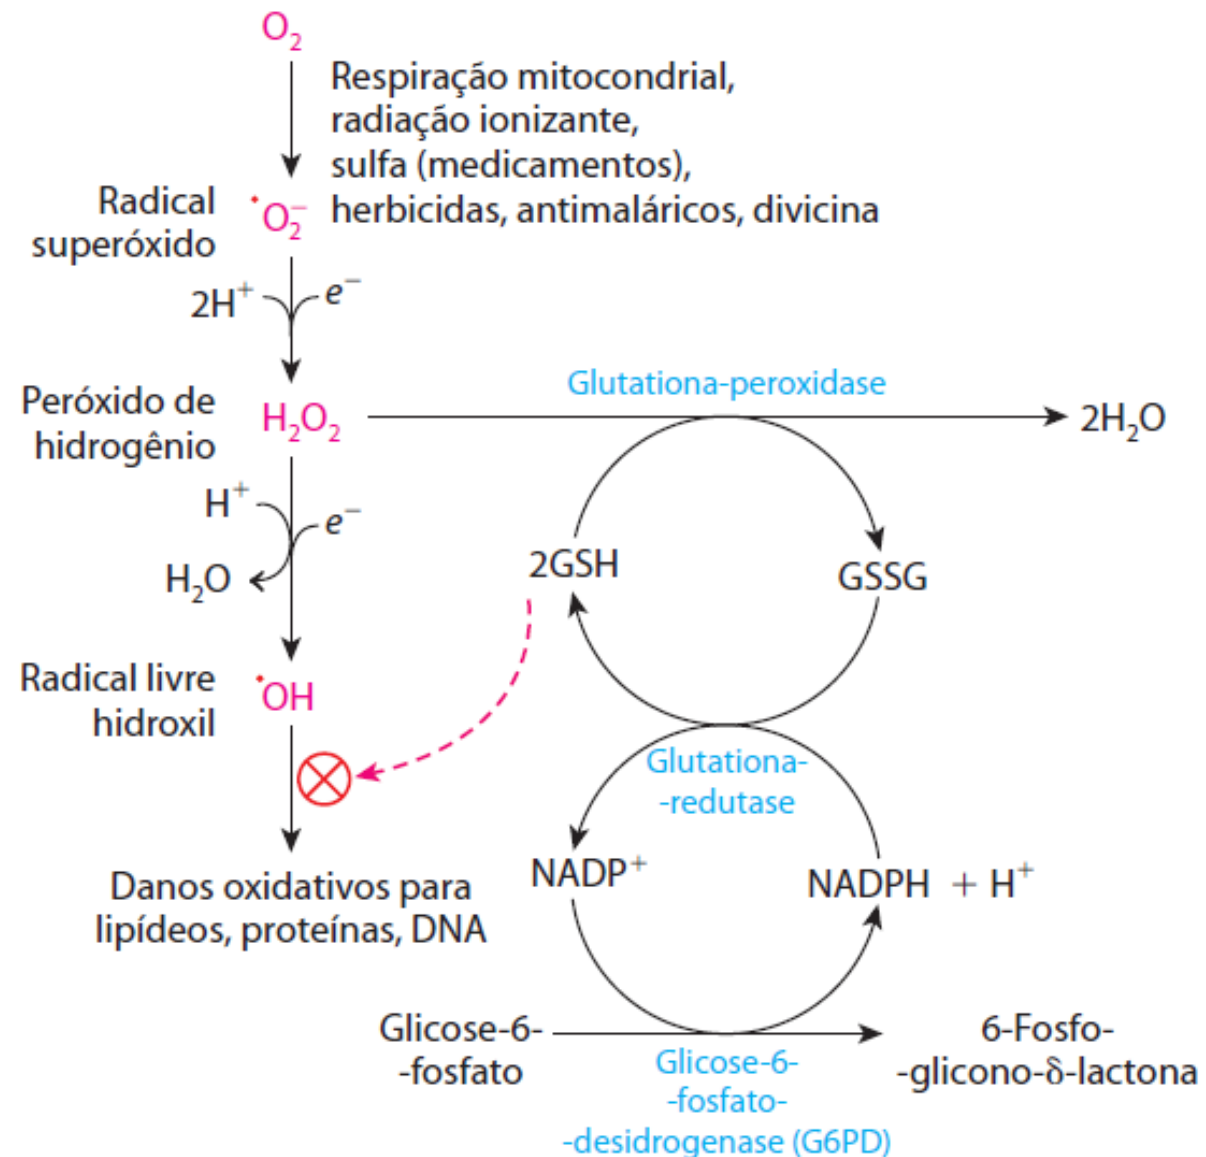 O₂
Respiração mitocondrial,
radiação ionizante,
sulfa (medicamentos),
herbicidas, antimaláricos, divicina
Radical
superóxido
•O₂⁻
2H⁺
e⁻
Peróxido de
hidrogênio
H₂O₂
Glutationa-peroxidase
2H₂O
H⁺
e⁻
H₂O
2GSH
GSSG
Radical livre
hidroxil
•OH
Glutationa-
-redutase
Danos oxidativos para
lipídeos, proteínas, DNA
NADP⁺
NADPH + H⁺
Glicose-6-
-fosfato
Glicose-6-
-fosfato-
-desidrogenase (G6PD)
6-Fosfo-
-glicono-δ-lactona